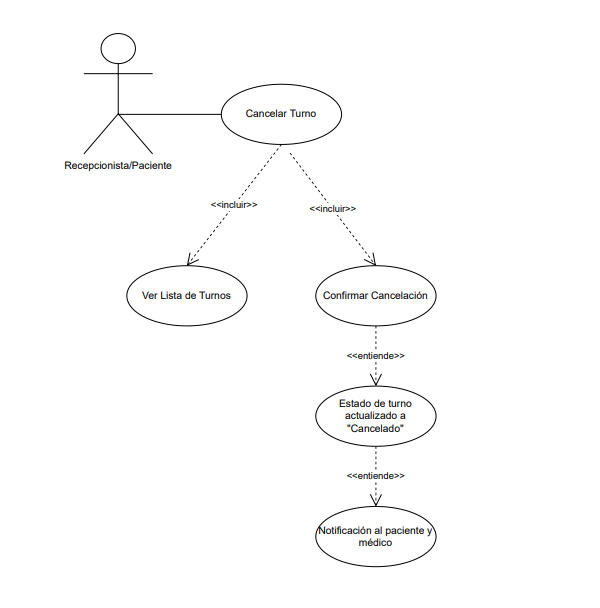 Cancelar Turno
Recepcionista/Paciente
<<incluir>>
<<incluir>>
Ver Lista de Turnos
Confirmar Cancelación
<<entiende>>
Estado de turno
actualizado a
"Cancelado"
<<entiende>>
Notificación al paciente y
médico